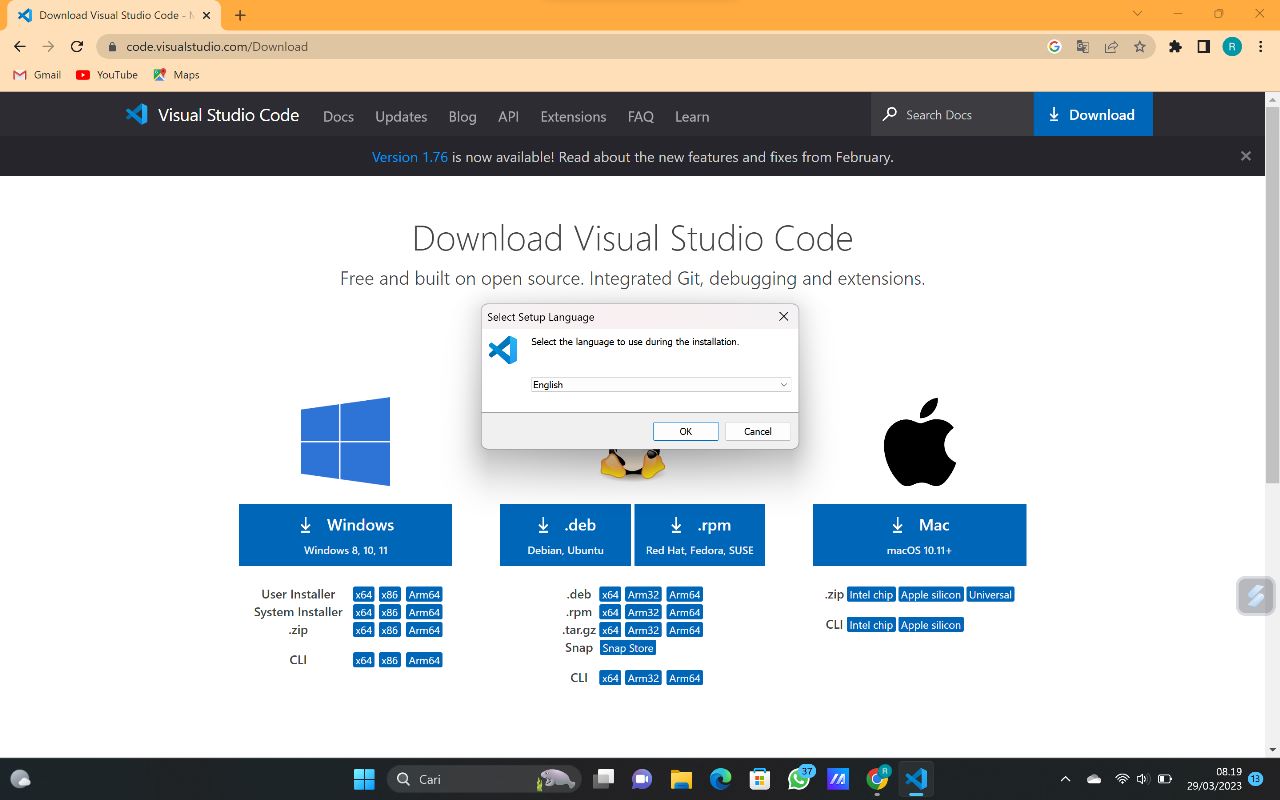 Download Visual Studio Code - M
code.visualstudio.com/Download
R
Gmail
YouTube
Maps
Visual Studio Code
Docs
Updates
Blog
API
Extensions
FAQ
Learn
Search Docs
Download
Version 1.76 is now available! Read about the new features and fixes from February.
Download Visual Studio Code
Free and built on open source. Integrated Git, debugging and extensions.
Select Setup Language
Select the language to use during the installation.
English
OK
Cancel
Windows
Windows 8, 10, 11
User Installer x64 x86 Arm64
System Installer x64 x86 Arm64
.zip x64 x86 Arm64
CLI x64 x86 Arm64
.deb
Debian, Ubuntu
.rpm
Red Hat, Fedora, SUSE
.deb x64 Arm32 Arm64
.rpm x64 Arm32 Arm64
.tar.gz x64 Arm32 Arm64
Snap Snap Store
CLI x64 Arm32 Arm64
Mac
macOS 10.11+
.zip Intel chip Apple silicon Universal
CLI Intel chip Apple silicon
Cari
37
R
08.19
29/03/2023
13